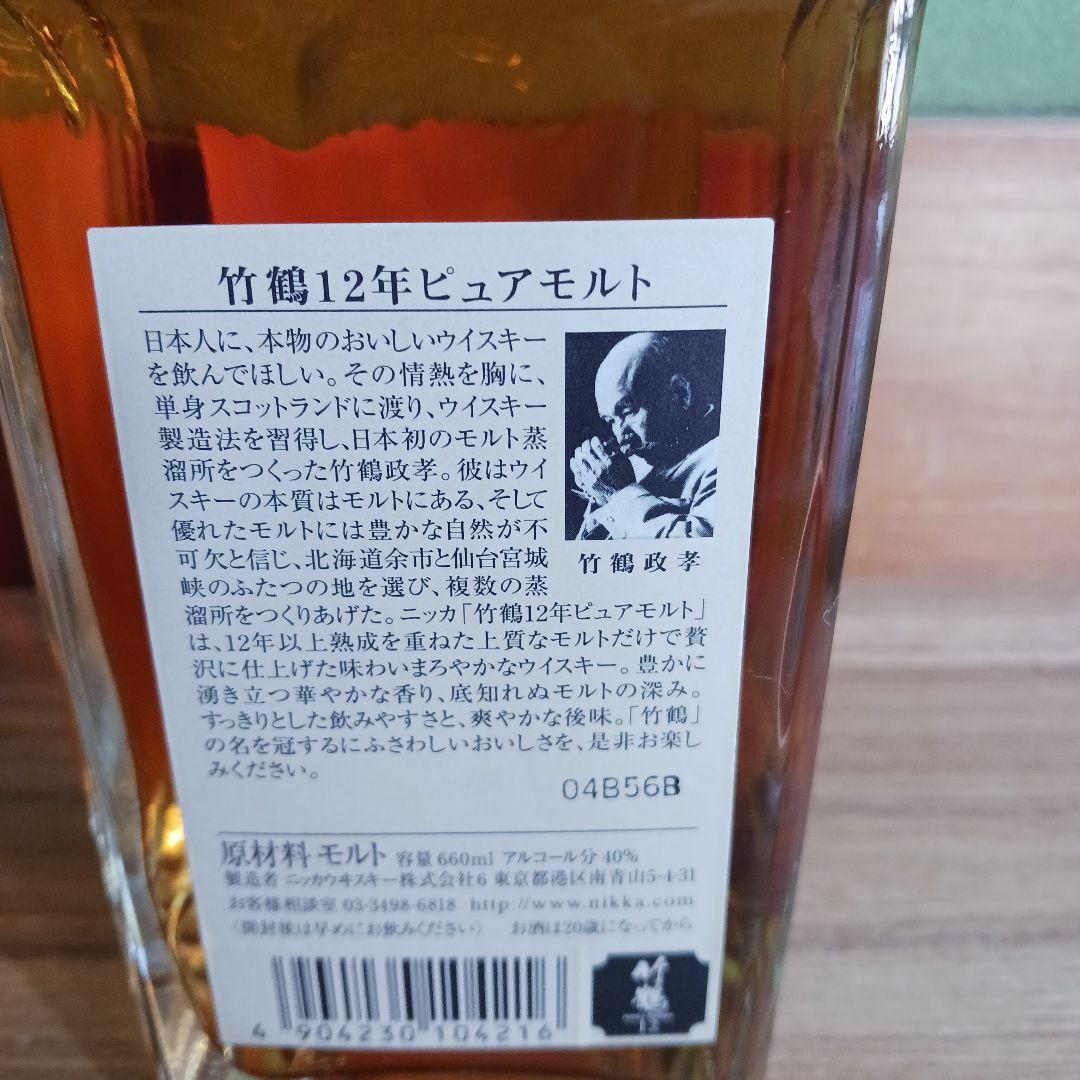 竹鶴12年ピュアモルト
日本人に、本物のおいしいウイスキー
を飲んでほしい。その情熱を胸に、
単身スコットランドに渡り、ウイスキー
製造法を習得し、日本初のモルト蒸
溜所をつくった竹鶴政孝。彼はウイ
スキーの本質はモルトにある、そして
優れたモルトには豊かな自然が不
可欠と信じ、北海道余市と仙台宮城
峡のふたつの地を選び、複数の蒸
溜所をつくりあげた。ニッカ「竹鶴12年ピュアモルト」
は、12年以上熟成を重ねた上質なモルトだけで贅
沢に仕上げた味わいまろやかなウイスキー。豊かに
湧き立つ華やかな香り、底知れぬモルトの深み。
すっきりとした飲みやすさと、爽やかな後味。「竹鶴」
の名を冠するにふさわしいおいしさを、是非お楽し
みください。
竹鶴政孝
04B56B
原材料 モルト 容量 660ml アルコール分 40%
製造者 ニッカウヰスキー株式会社6 東京都港区南青山5-4-31
お客様相談室 03-3498-6818 http://www.nikka.com
〈開封後は早めにお飲みください〉 お酒は20歳になってから
4 904230 104216
竹鶴
12